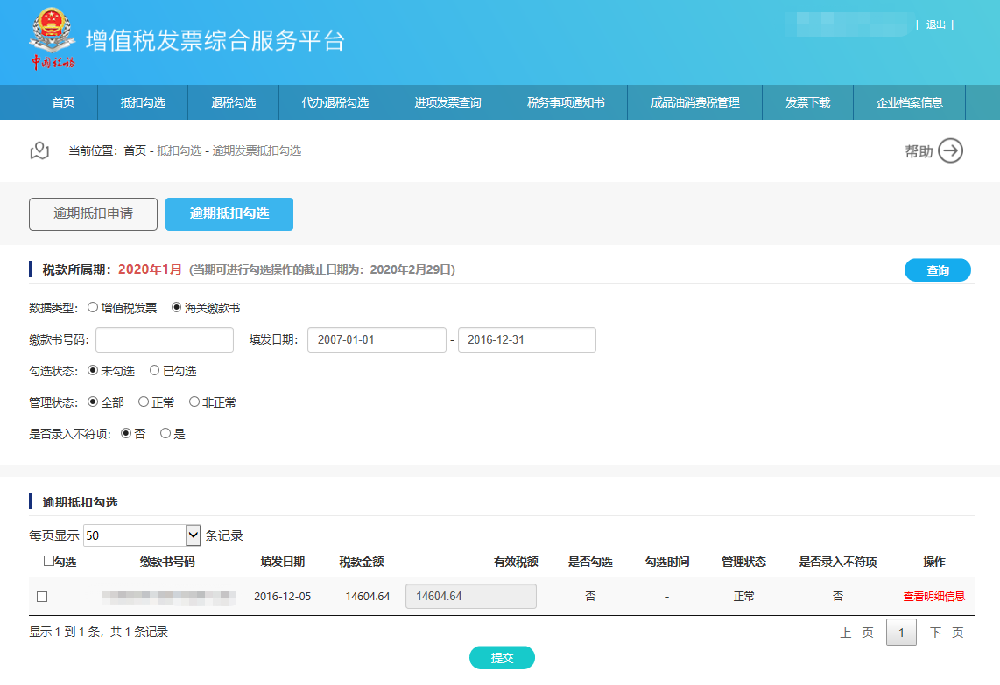 增值税发票综合服务平台
| 退出 |
中国税务
首页 抵扣勾选 退税勾选 代办退税勾选 进项发票查询 税务事项通知书 成品油消费税管理 发票下载 企业档案信息
当前位置：首页 - 抵扣勾选 - 逾期发票抵扣勾选
帮助
逾期抵扣申请 逾期抵扣勾选
税款所属期：2020年1月 (当期可进行勾选操作的截止日期为：2020年2月29日)
查询
数据类型： 增值税发票 海关缴款书
缴款书号码： 填发日期： 2007-01-01 - 2016-12-31
勾选状态： 未勾选 已勾选
管理状态： 全部 正常 非正常
是否录入不符项： 否 是
逾期抵扣勾选
每页显示 50 条记录
勾选 缴款书号码 填发日期 税款金额 有效税额 是否勾选 勾选时间 管理状态 是否录入不符项 操作
2016-12-05 14604.64 14604.64 否 - 正常 否 查看明细信息
显示 1 到 1 条，共 1 条记录
上一页 1 下一页
提交